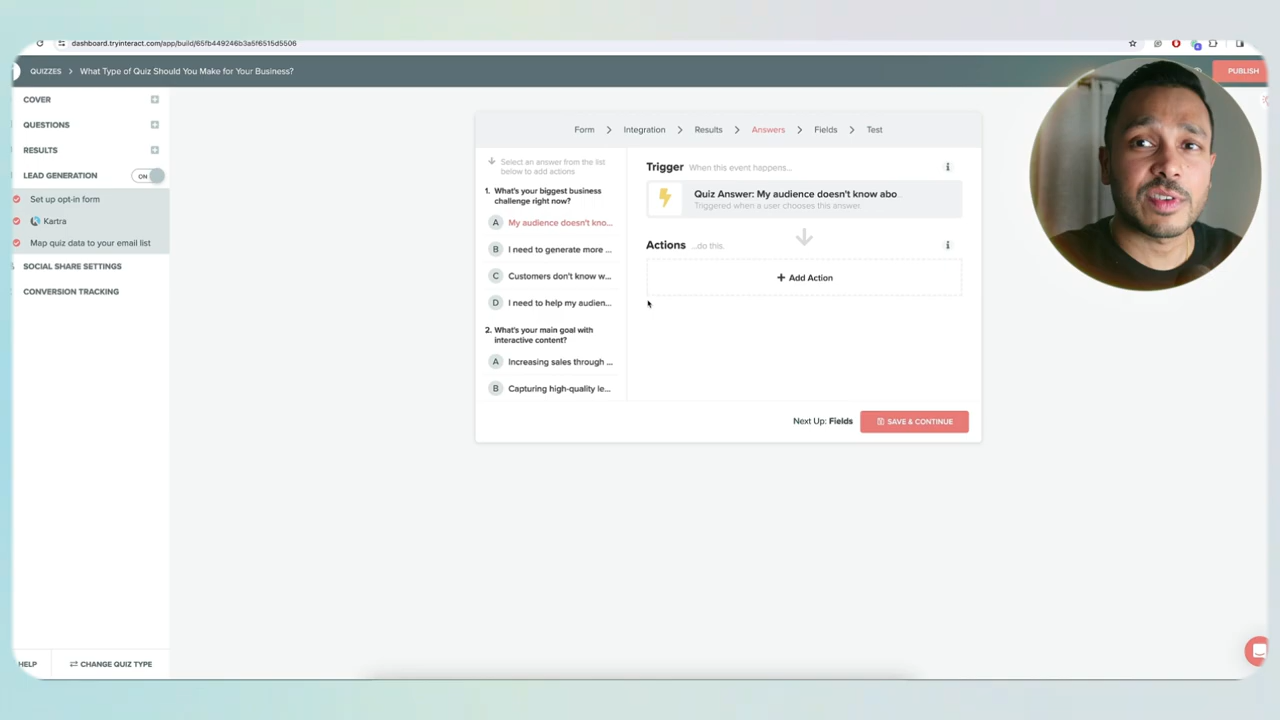 dashboard.tryinteract.com/app/build/65fb449246b3a5f6515d5506
QUIZZES > What Type of Quiz Should You Make for Your Business?
PUBLISH
COVER
QUESTIONS
RESULTS
LEAD GENERATION
ON
Set up opt-in form
Kartra
Map quiz data to your email list
SOCIAL SHARE SETTINGS
CONVERSION TRACKING
HELP
CHANGE QUIZ TYPE
Form > Integration > Results > Answers > Fields > Test
Select an answer from the list
below to add actions
1. What's your biggest business
challenge right now?
A My audience doesn't kno...
B I need to generate more ...
C Customers don't know w...
D I need to help my audien...
2. What's your main goal with
interactive content?
A Increasing sales through ...
B Capturing high-quality le...
Trigger When this event happens...
Quiz Answer: My audience doesn't know abo
Triggered when a user chooses this answer.
Actions ...do this.
+ Add Action
Next Up: Fields
SAVE & CONTINUE